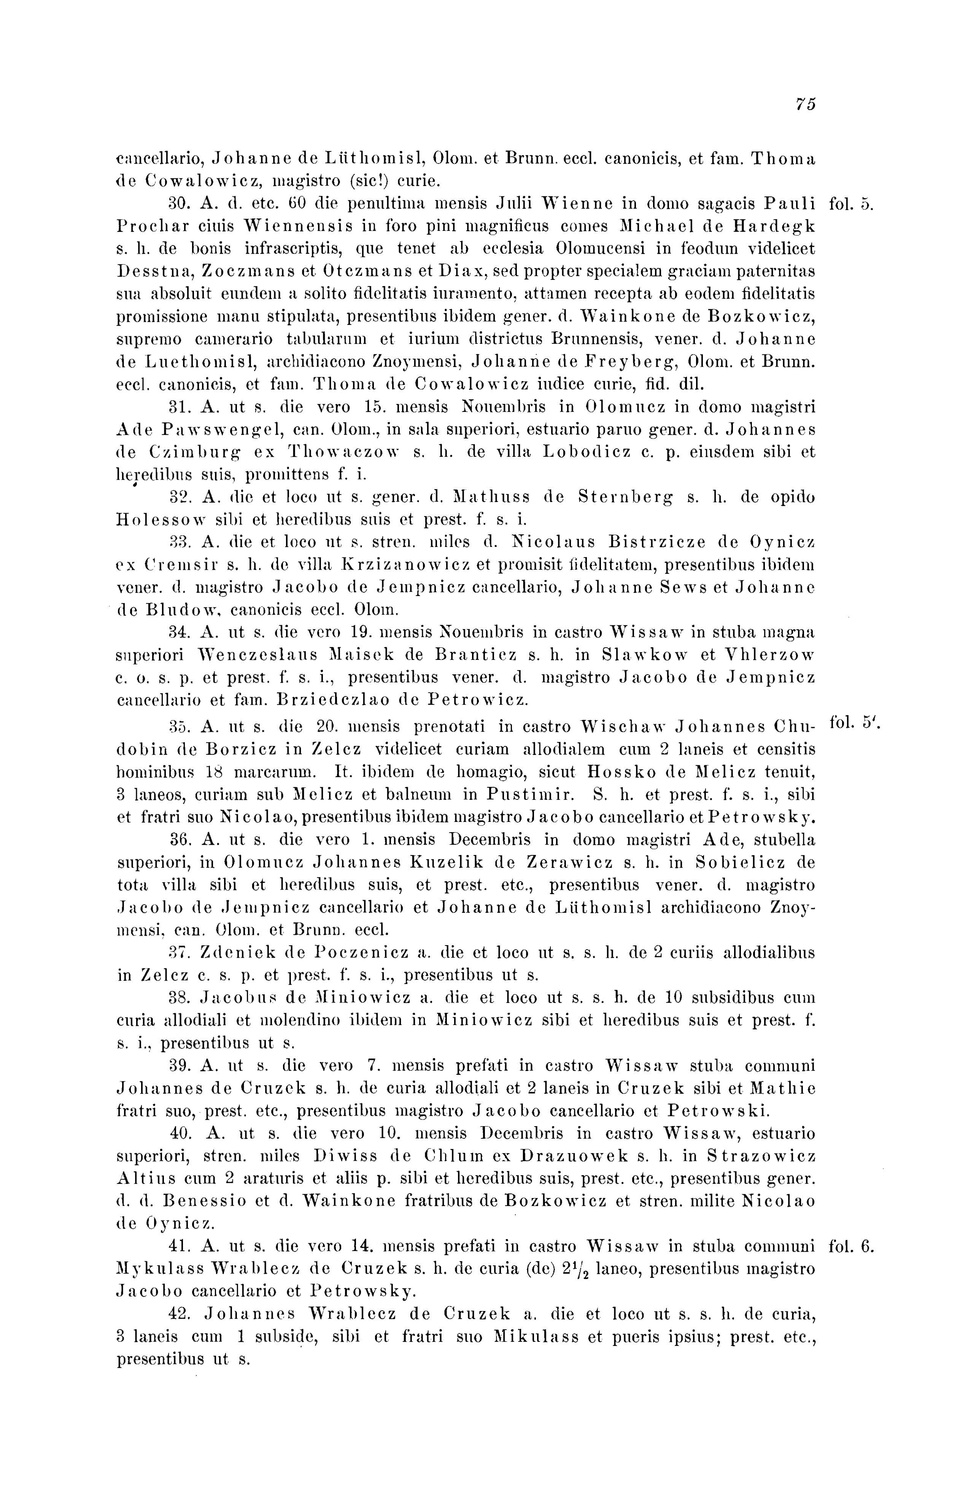 75
cancellario, Johanne de Lüthomisl, Olom. et Brunn. eccl. canonicis, et fam. Thoma
de Cowalowicz, magistro (sic!) curie.
30. A. d. etc. 60 die penultima mensis Julii Wienne in domo sagacis Pauli fol. 5.
Prochar ciuis Wiennensis in foro pini magnificus comes Michael de Hardegk
s. h. de bonis infrascriptis, que tenet ab ecclesia Olomucensi in feodum videlicet
Desstna, Zoczmans et Otczmans et Diax, sed propter specialem graciam paternitas
sua absoluit eundem a solito fidelitatis iuramento, attamen recepta ab eodem fidelitatis
promissione manu stipulata, presentibus ibidem gener. d. Wainkone de Bozkowicz,
supremo camerario tabularum et iurium districtus Brunnensis, vener. d. Johanne
de Luethomisl, archidiacono Znoymensi, Johanne de Freyberg, Olom. et Brunn.
eccl. canonicis, et fam. Thoma de Cowalowicz iudice curie, fid. dil.
31. A. ut s. die vero 15. mensis Nouembris in Olomucz in domo magistri
Ade Pawswengel, can. Olom., in sala superiori, estuario paruo gener. d. Johannes
de Czimburg ex Thowaczow s. h. de villa Lobodicz c. p. eiusdem sibi et
heredibus suis, promittens f. i.
32. A. die et loco ut s. gener. d. Mathuss de Sternberg s. h. de opido
Holessow sibi et heredibus suis et prest. f. s. i.
33. A. die et loco ut s. stren. miles d. Nicolaus Bistrzicze de Oynicz
ex Cremsir s. h. de villa Krzizanowicz et promisit fidelitatem, presentibus ibidem
vener. d. magistro Jacobo de Jempnicz cancellario, Johanne Sews et Johanne
de Bludow, canonicis eccl. Olom.
34. A. ut s. die vero 19. mensis Nouembris in castro Wissaw in stuba magna
superiori Wenczeslaus Maisek de Branticz s. h. in Slawkow et Vhlerzow
c. o. s. p. et prest. f. s. i., presentibus vener. d. magistro Jacobo de Jempnicz
cancellario et fam. Brziedczlao de Petrowicz.
35. A. ut s. die 20. mensis prenotati in castro Wischaw Johannes Chu- fol. 5'.
dobin de Borzicz in Zelcz videlicet curiam allodialem cum 2 laneis et censitis
hominibus 18 marcarum. It. ibidem de homagio, sicut Hossko de Melicz tenuit,
3 laneos, curiam sub Melicz et balneum in Pustimir. S. h. et prest. f. s. i., sibi
et fratri suo Nicolao, presentibus ibidem magistro Jacobo cancellario et Petrowsky.
36. A. ut s. die vero 1. mensis Decembris in domo magistri Ade, stubella
superiori, in Olomucz Johannes Kuzelik de Zerawicz s. h. in Sobielicz de
tota villa sibi et heredibus suis, et prest. etc., presentibus vener. d. magistro
Jacobo de Jempnicz cancellario et Johanne de Lüthomisl archidiacono Znoy-
mensi, can. Olom. et Brunn. eccl.
37. Zdeniek de Poczenicz a. die et loco ut s. s. h. de 2 curiis allodialibus
in Zelcz c. s. p. et prest. f. s. i., presentibus ut s.
38. Jacobus de Miniowicz a. die et loco ut s. s. h. de 10 subsidibus cum
curia allodiali et molendino ibidem in Miniowicz sibi et heredibus suis et prest. f.
s. i., presentibus ut s.
39. A. ut s. die vero 7. mensis prefati in castro Wissaw stuba communi
Johannes de Cruzek s. h. de curia allodiali et 2 laneis in Cruzek sibi et Mathie
fratri suo, prest. etc., presentibus magistro Jacobo cancellario et Petrowski.
40. A. ut s. die vero 10. mensis Decembris in castro Wissaw, estuario
superiori, stren. miles Diwiss de Chlum ex Drazuowek s. h. in Strazowicz
Altius cum 2 araturis et aliis p. sibi et heredibus suis, prest. etc., presentibus gener.
d. d. Benessio et d. Wainkone fratribus de Bozkowicz et stren. milite Nicolao
de Oynicz.
41. A. ut s. die vero 14. mensis prefati in castro Wissaw in stuba communi fol. 6.
Mykulass Wrablecz de Cruzek s. h. de curia (de) 2 1/2 laneo, presentibus magistro
Jacobo cancellario et Petrowsky.
42. Johannes Wrablecz de Cruzek a. die et loco ut s. s. h. de curia,
3 laneis cum 1 subside, sibi et fratri suo Mikulass et pueris ipsius; prest. etc.,
presentibus ut s.